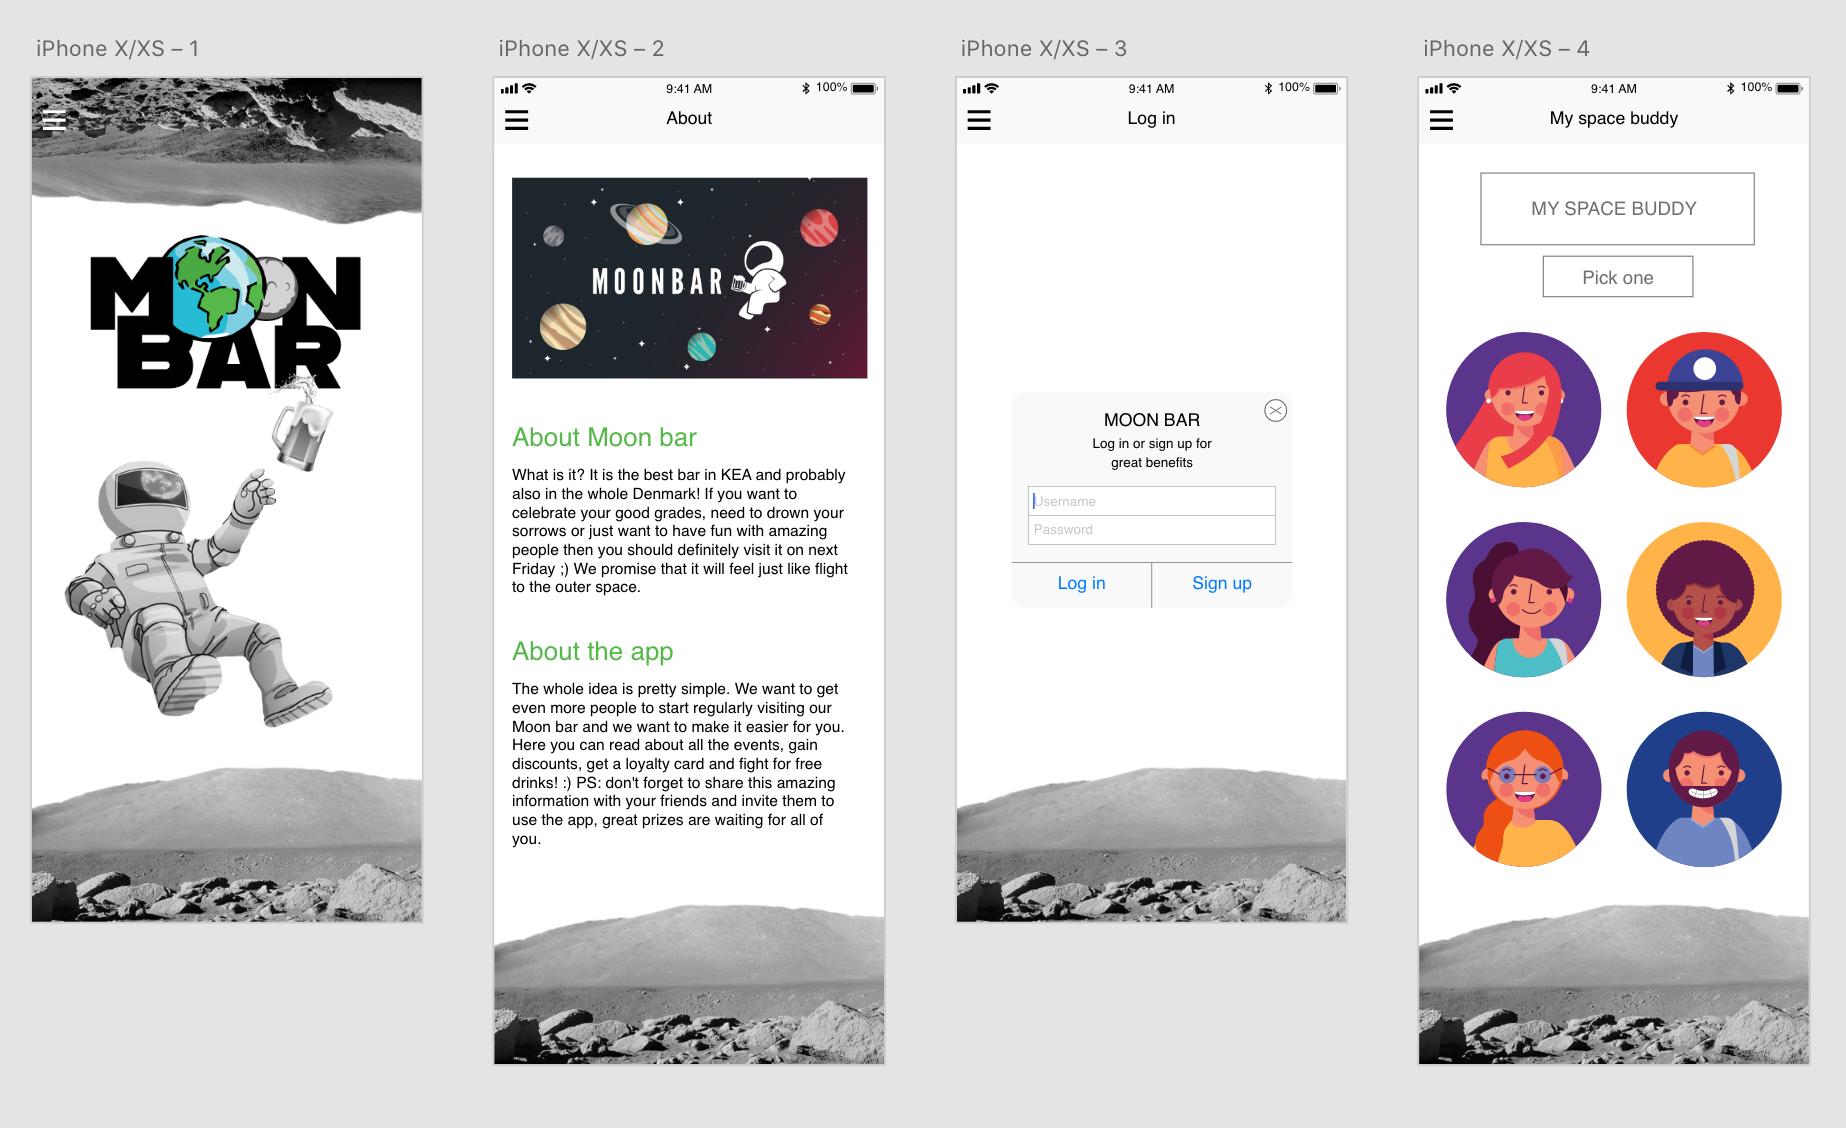 iPhone X/XS – 1
MOON
BAR
iPhone X/XS – 2
9:41 AM
100%
About
MOONBAR
About Moon bar
What is it? It is the best bar in KEA and probably
also in the whole Denmark! If you want to
celebrate your good grades, need to drown your
sorrows or just want to have fun with amazing
people then you should definitely visit it on next
Friday ;) We promise that it will feel just like flight
to the outer space.
About the app
The whole idea is pretty simple. We want to get
even more people to start regularly visiting our
Moon bar and we want to make it easier for you.
Here you can read about all the events, gain
discounts, get a loyalty card and fight for free
drinks! :) PS: don't forget to share this amazing
information with your friends and invite them to
use the app, great prizes are waiting for all of
you.
iPhone X/XS – 3
9:41 AM
100%
Log in
MOON BAR
Log in or sign up for
great benefits
Username
Password
Log in
Sign up
iPhone X/XS – 4
9:41 AM
100%
My space buddy
MY SPACE BUDDY
Pick one